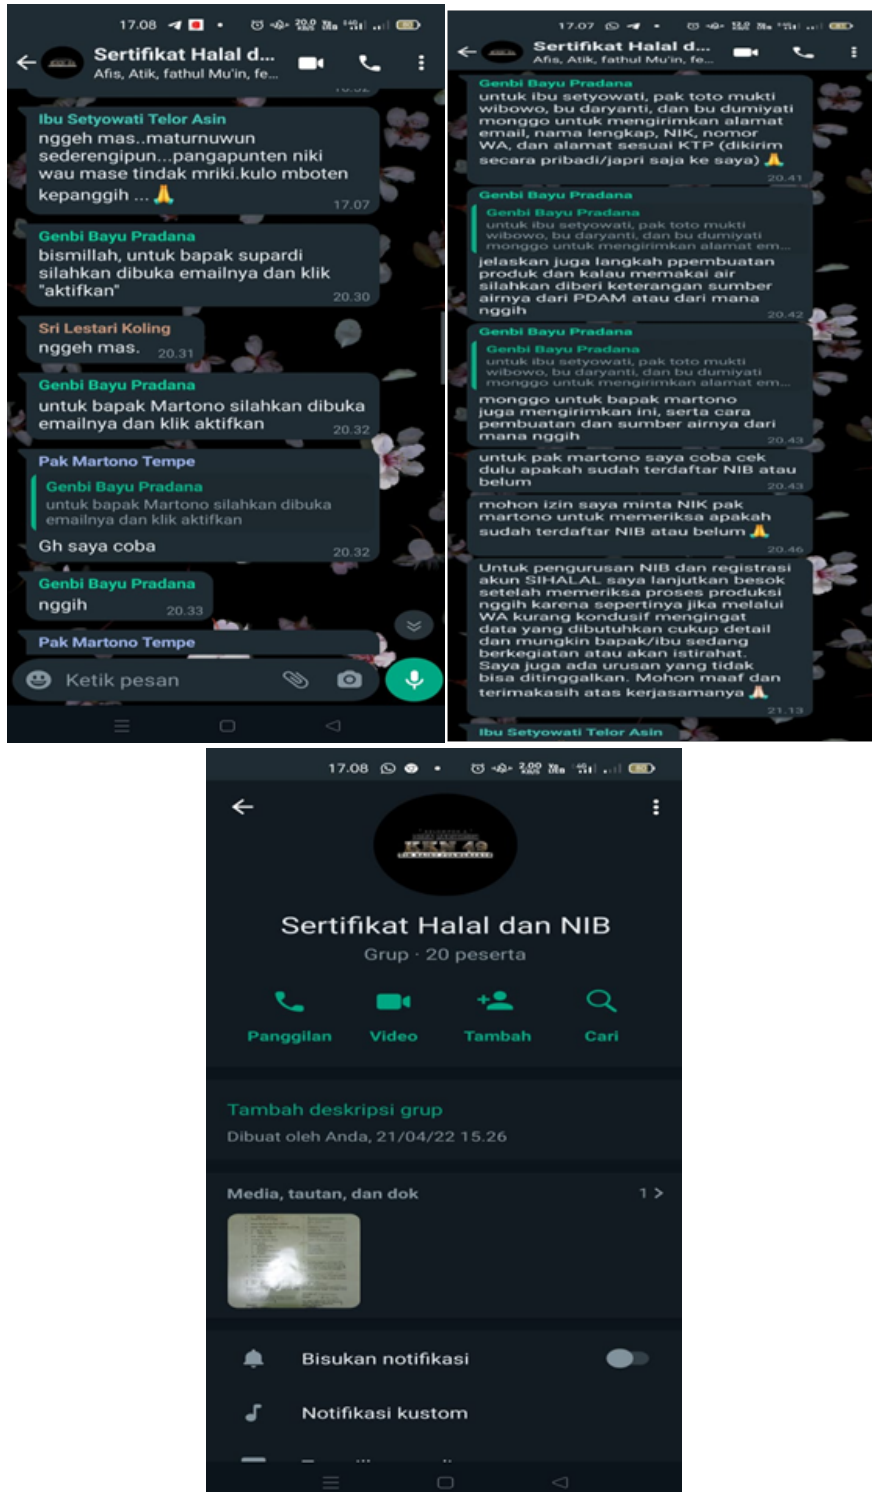 17.08
Sertifikat Halal d...
Afis, Atik, fathul Mu'in, fe...
Ibu Setyowati Telor Asin
nggeh mas..maturnuwun
sederengipun...pangapunten niki
wau mase tindak mriki.kulo mboten
kepanggih ... 🙏
17.07
Genbi Bayu Pradana
bismillah, untuk bapak supardi
silahkan dibuka emailnya dan klik
"aktifkan"
20.30
Sri Lestari Koling
nggeh mas.
20.31
Genbi Bayu Pradana
untuk bapak Martono silahkan dibuka
emailnya dan klik aktifkan
20.32
Pak Martono Tempe
Genbi Bayu Pradana
untuk bapak Martono silahkan dibuka
emailnya dan klik aktifkan
Gh saya coba
20.32
Genbi Bayu Pradana
nggih
20.33
Pak Martono Tempe
Ketik pesan
17.07
Sertifikat Halal d...
Afis, Atik, fathul Mu'in, fe...
Genbi Bayu Pradana
untuk ibu setyowati, pak toto mukti
wibowo, bu daryanti, dan bu dumiyati
monggo untuk mengirimkan alamat
email, nama lengkap, NIK, nomor
WA, dan alamat sesuai KTP (dikirim
secara pribadi/japri saja ke saya) 🙏
20.41
Genbi Bayu Pradana
Genbi Bayu Pradana
untuk ibu setyowati, pak toto mukti
wibowo, bu daryanti, dan bu dumiyati
monggo untuk mengirimkan alamat em...
jelaskan juga langkah ppembuatan
produk dan kalau memakai air
silahkan diberi keterangan sumber
airnya dari PDAM atau dari mana
nggih
20.42
Genbi Bayu Pradana
Genbi Bayu Pradana
untuk ibu setyowati, pak toto mukti
wibowo, bu daryanti, dan bu dumiyati
monggo untuk mengirimkan alamat em...
monggo untuk bapak martono
juga mengirimkan ini, serta cara
pembuatan dan sumber airnya dari
mana nggih
20.43
untuk pak martono saya coba cek
dulu apakah sudah terdaftar NIB atau
belum
20.43
mohon izin saya minta NIK pak
martono untuk memeriksa apakah
sudah terdaftar NIB atau belum 🙏
20.46
Untuk pengurusan NIB dan registrasi
akun SIHALAL saya lanjutkan besok
setelah memeriksa proses produksi
nggih karena sepertinya jika melalui
WA kurang kondusif mengingat
data yang dibutuhkan cukup detail
dan mungkin bapak/ibu sedang
berkegiatan atau akan istirahat.
Saya juga ada urusan yang tidak
bisa ditinggalkan. Mohon maaf dan
terimakasih atas kerjasamanya 🙏
21.13
Ibu Setyowati Telor Asin
17.08
KKN 49
Sertifikat Halal dan NIB
Grup · 20 peserta
Panggilan Video Tambah Cari
Tambah deskripsi grup
Dibuat oleh Anda, 21/04/22 15.26
Media, tautan, dan dok 1 >
Bisukan notifikasi
Notifikasi kustom